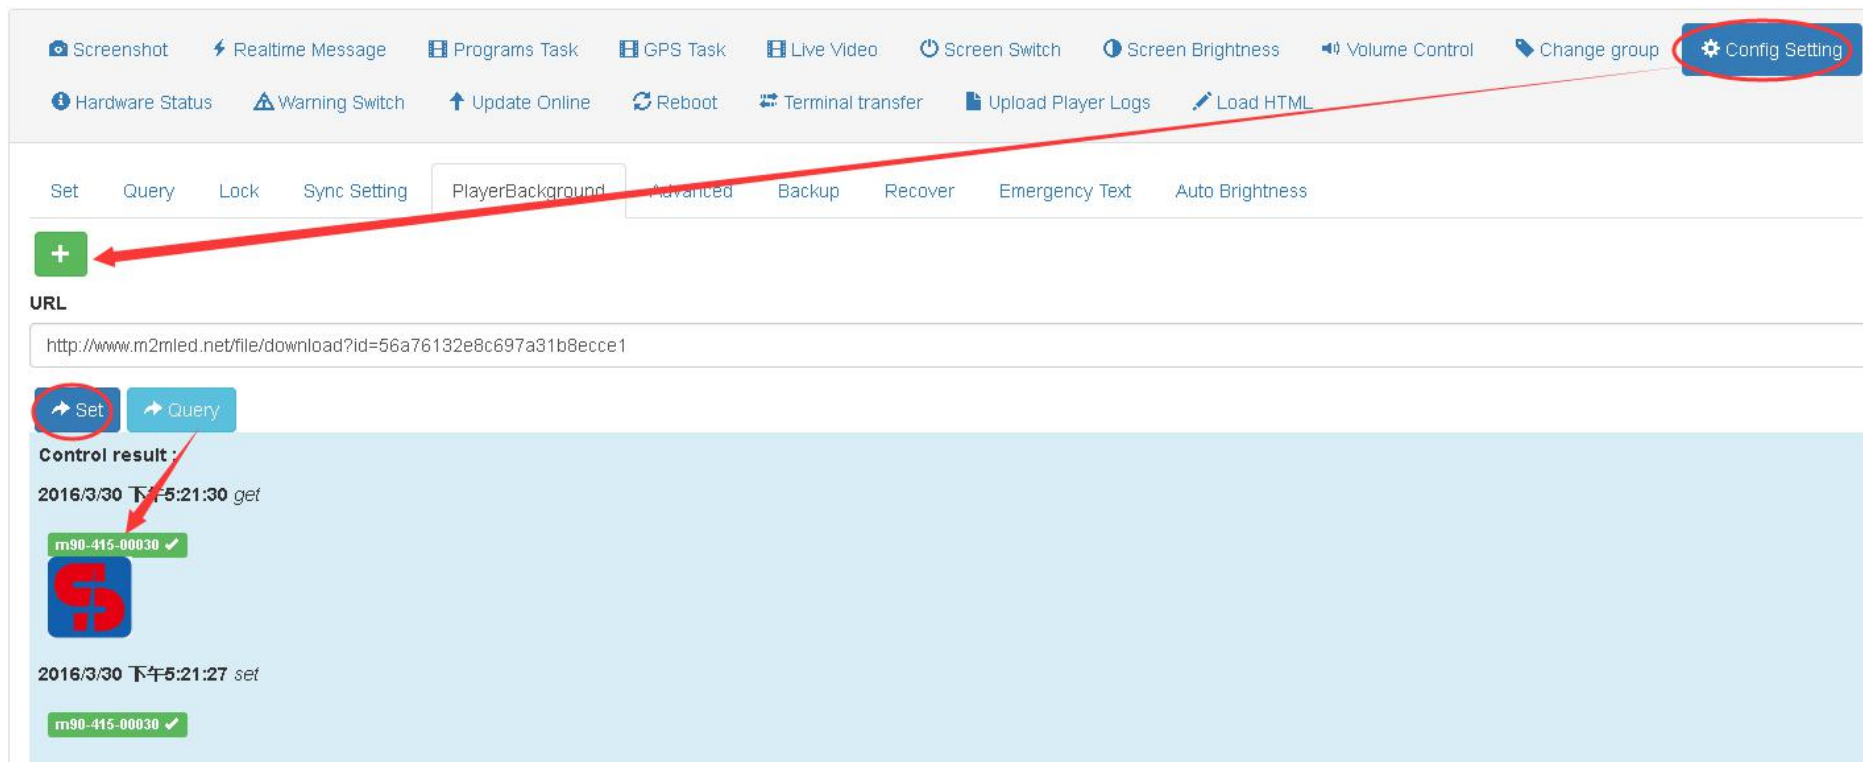 Screenshot Realtime Message Programs Task GPS Task Live Video Screen Switch Screen Brightness Volume Control Change group Config Setting
Hardware Status Warning Switch Update Online Reboot Terminal transfer Upload Player Logs Load HTML
Set Query Lock Sync Setting PlayerBackground Advanced Backup Recover Emergency Text Auto Brightness
URL
http://www.m2mled.net/file/download?id=56a76132e8c697a31b8ecce1
Set Query
Control result :
2016/3/30 下午5:21:30 get
m90-415-00030
2016/3/30 下午5:21:27 set
m90-415-00030